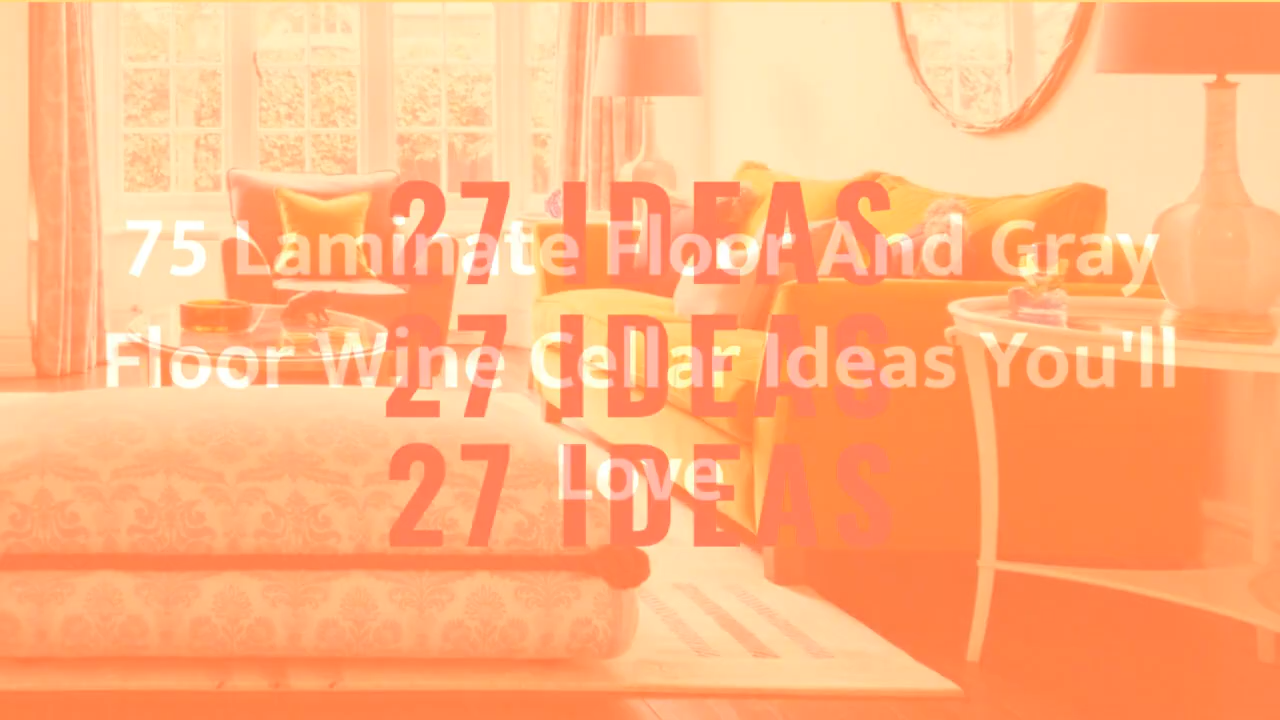 27 IDEAS
75 Laminate Floor And Gray
27 IDEAS
Floor Wine Cellar Ideas You'll
27 IDEAS
Love